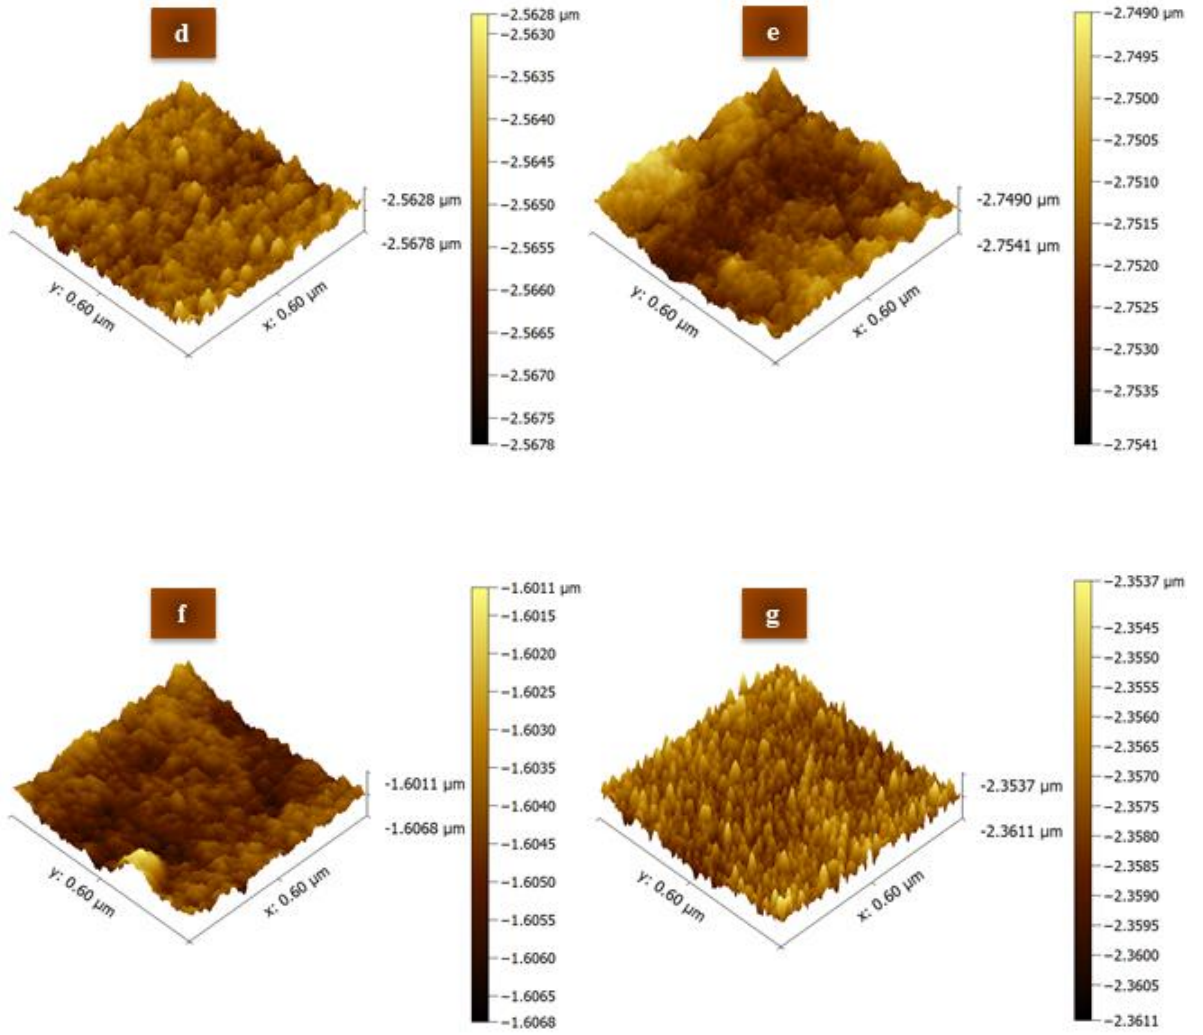 d
−2.5628 µm
−2.5630
−2.5635
−2.5640
−2.5645
−2.5650
−2.5655
−2.5660
−2.5665
−2.5670
−2.5675
−2.5678
-2.5628 µm
-2.5678 µm
y: 0.60 µm
x: 0.60 µm
e
−2.7490 µm
−2.7495
−2.7500
−2.7505
−2.7510
−2.7515
−2.7520
−2.7525
−2.7530
−2.7535
−2.7541
-2.7490 µm
-2.7541 µm
y: 0.60 µm
x: 0.60 µm
f
−1.6011 µm
−1.6015
−1.6020
−1.6025
−1.6030
−1.6035
−1.6040
−1.6045
−1.6050
−1.6055
−1.6060
−1.6065
−1.6068
-1.6011 µm
-1.6068 µm
y: 0.60 µm
x: 0.60 µm
g
−2.3537 µm
−2.3545
−2.3550
−2.3555
−2.3560
−2.3565
−2.3570
−2.3575
−2.3580
−2.3585
−2.3590
−2.3595
−2.3600
−2.3605
−2.3611
-2.3537 µm
-2.3611 µm
y: 0.60 µm
x: 0.60 µm